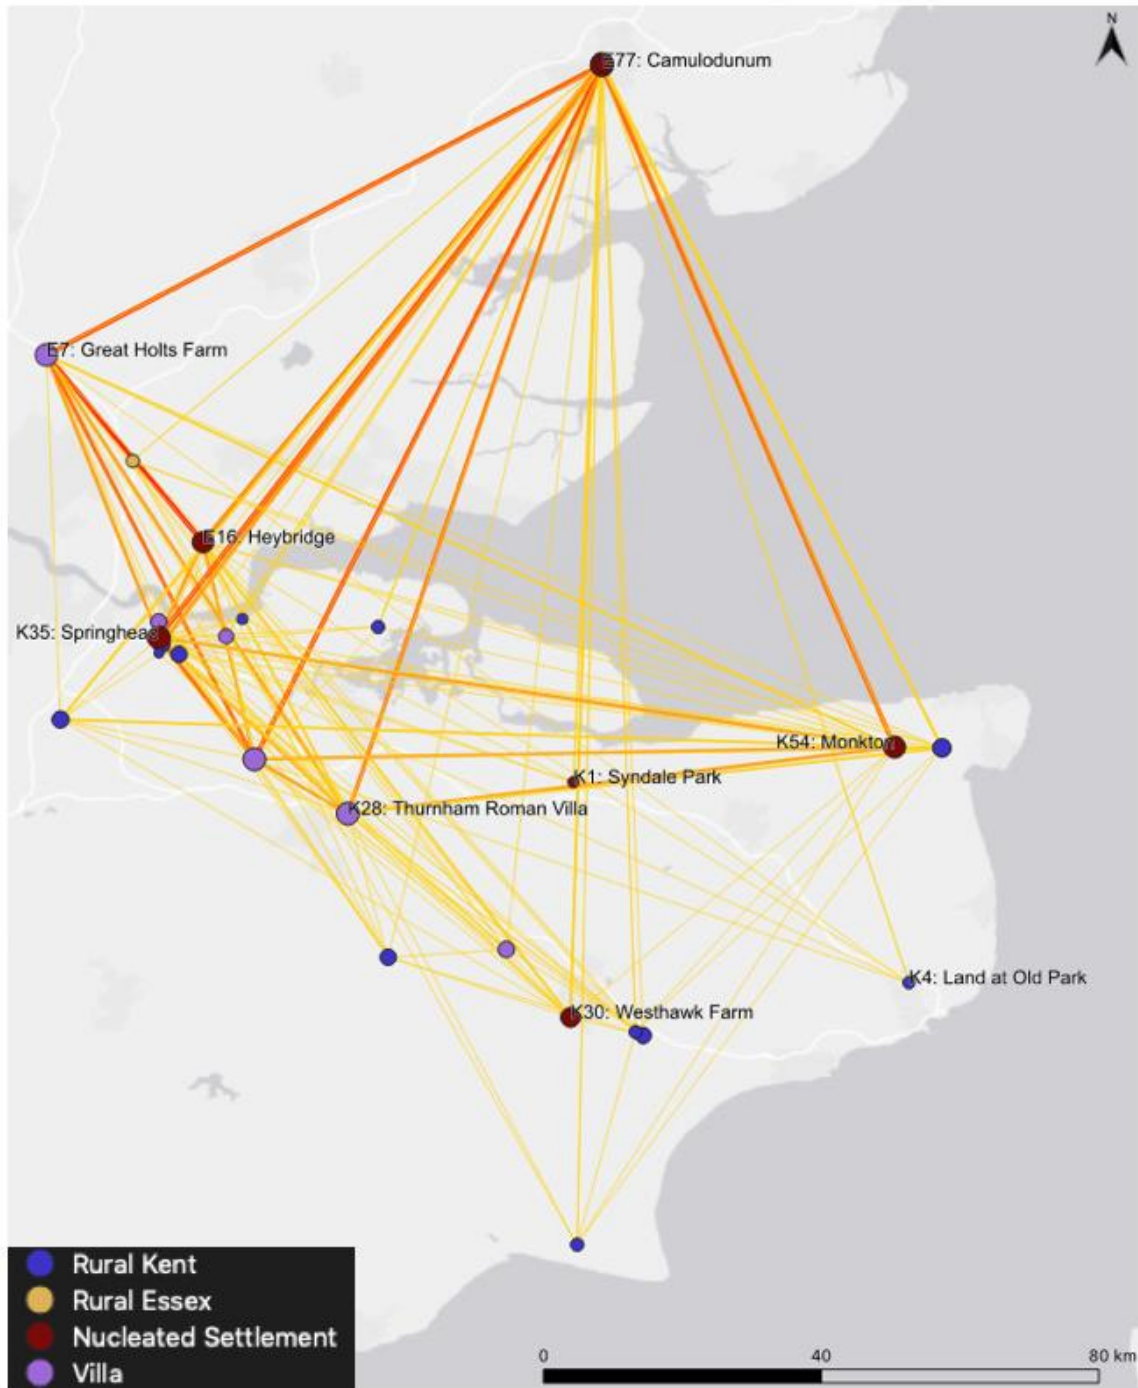 N
E77: Camulodunum
E7: Great Holts Farm
E16: Heybridge
K35: Springhead
K54: Monkton
K1: Syndale Park
K28: Thurnham Roman Villa
K4: Land at Old Park
K30: Westhawk Farm
Rural Kent
Rural Essex
Nucleated Settlement
Villa
0 40 80 km